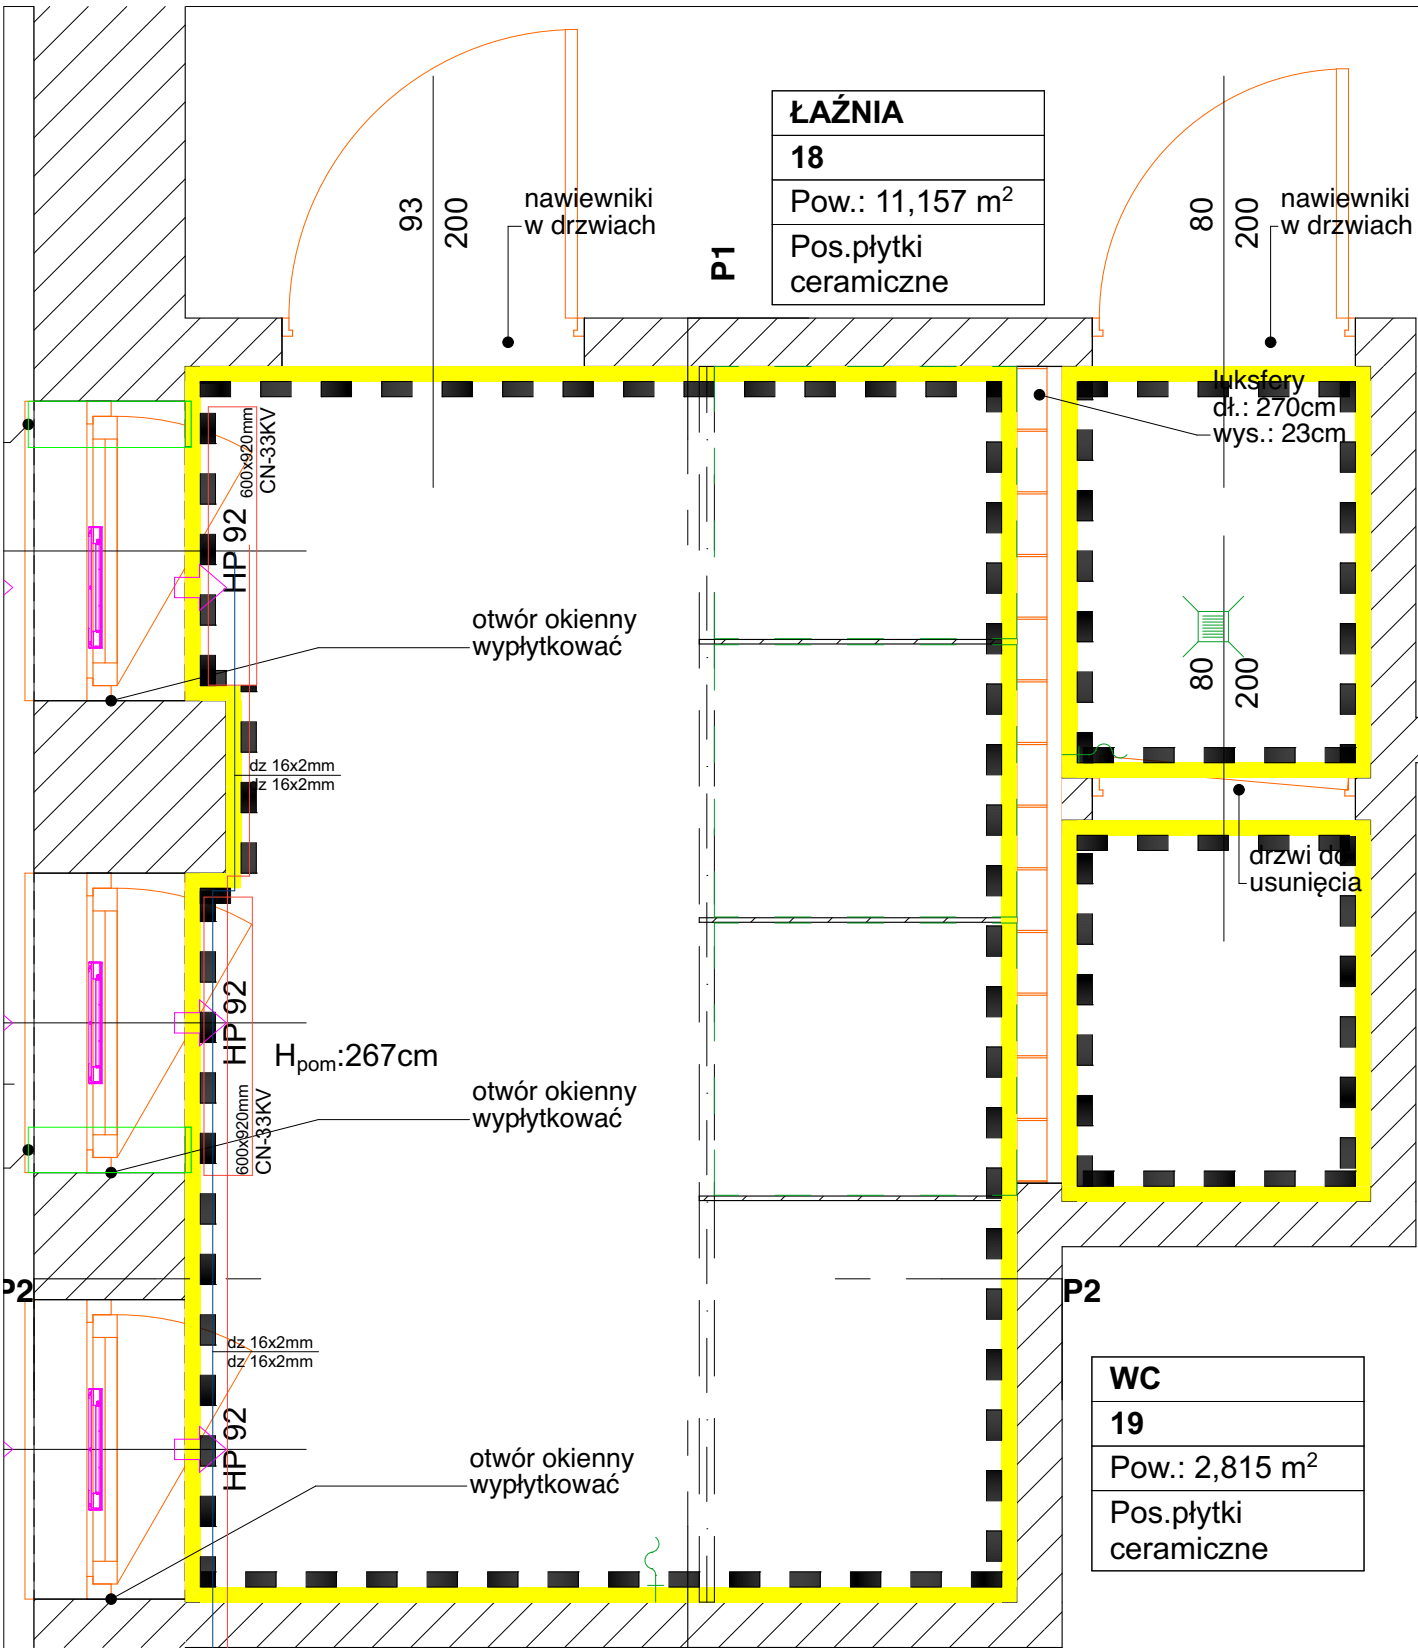 ŁAŹNIA
18
Pow.: 11,157 m²
Pos.płytki
ceramiczne
93
200
nawiewniki
w drzwiach
P1
80
200
nawiewniki
w drzwiach
luksfery
dł.: 270cm
wys.: 23cm
600x920mm
CN-33KV
HP 92
otwór okienny
wypłytkować
80
200
dz 16x2mm
dz 16x2mm
drzwi do
usunięcia
HP 92
H pom:267cm
600x920mm
CN-33KV
otwór okienny
wypłytkować
P2
P2
dz 16x2mm
dz 16x2mm
HP 92
otwór okienny
wypłytkować
WC
19
Pow.: 2,815 m²
Pos.płytki
ceramiczne